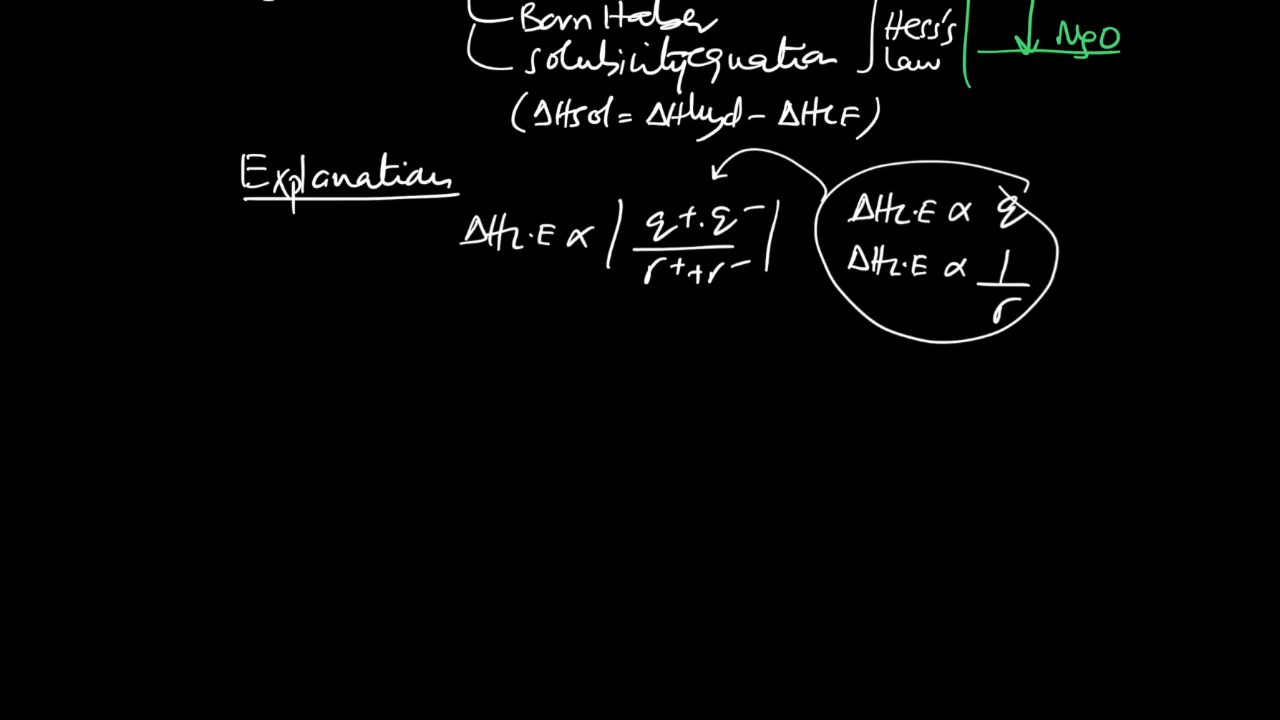 Born Haber
solubility equation
Hess's
Law
MgO
(ΔHsol = ΔHhyd - ΔHLE)
Explanation
ΔHL.E ∝ | q+.q- / r+ + r- |
ΔHL.E ∝ q
ΔHL.E ∝ 1/r